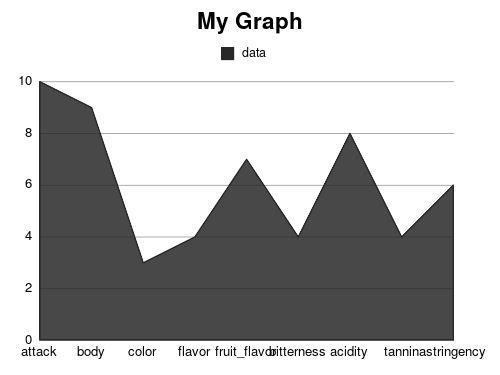 My Graph
data
10
8
6
4
2
0
attack body color flavor fruit_flavor bitterness acidity tannin astringency